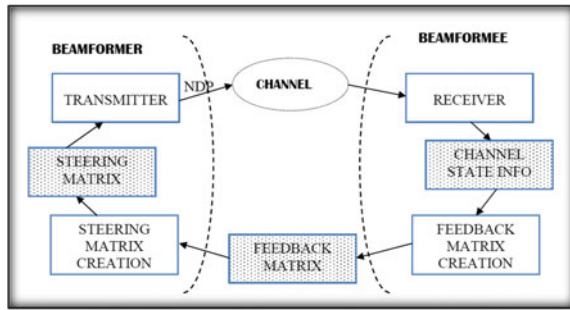 BEAMFORMER
BEAMFORMEE
TRANSMITTER
NDP
CHANNEL
RECEIVER
STEERING
MATRIX
CHANNEL
STATE INFO
STEERING
MATRIX
CREATION
FEEDBACK
MATRIX
FEEDBACK
MATRIX
CREATION